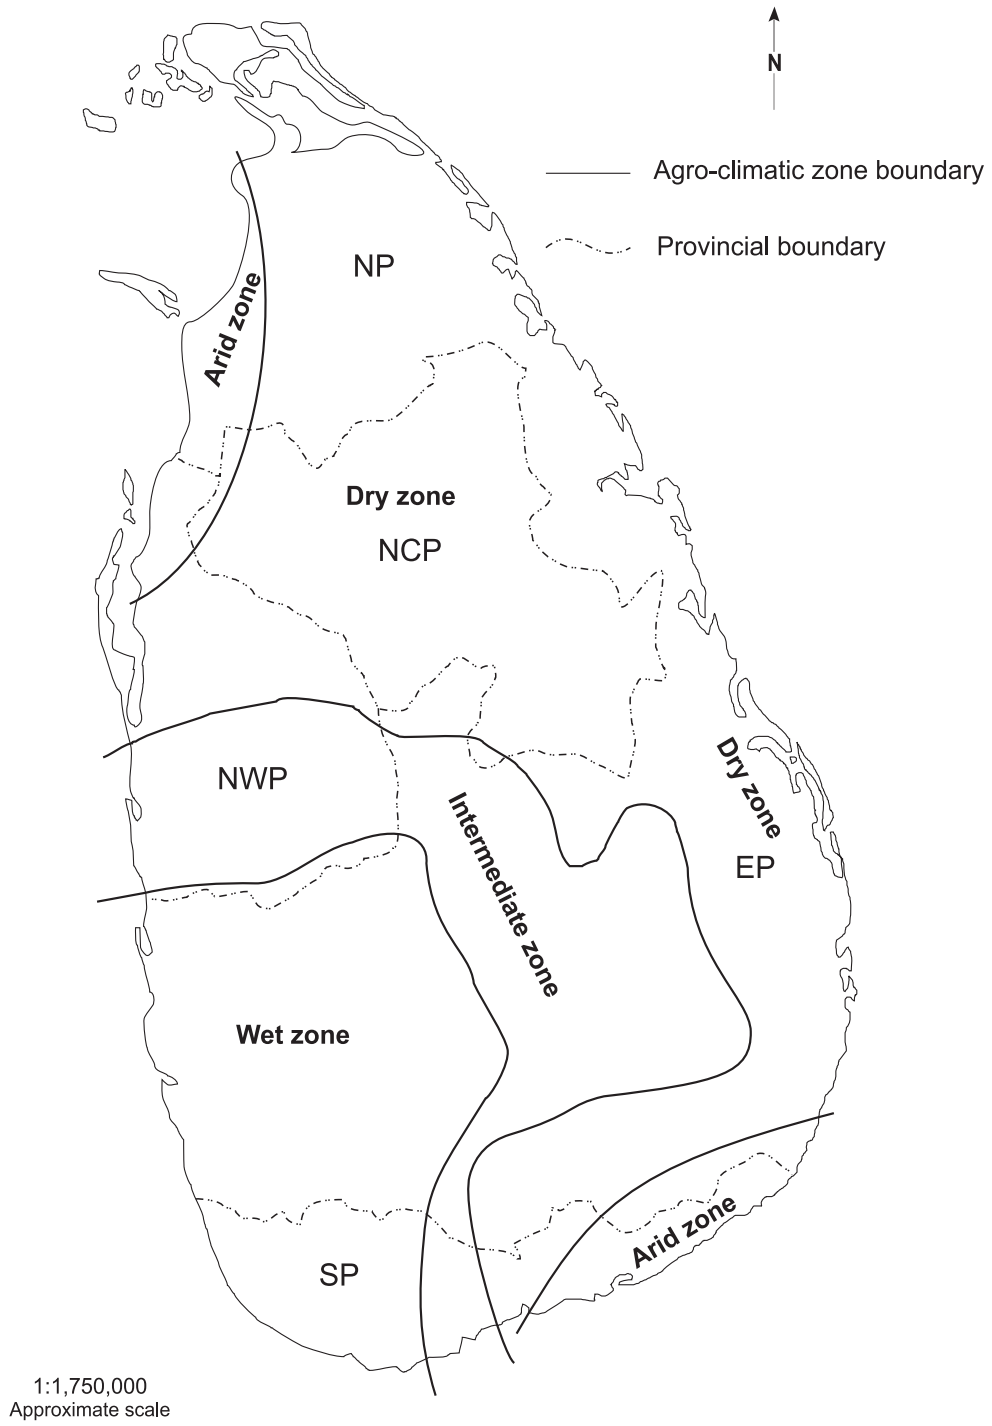 N
Agro-climatic zone boundary
Provincial boundary
NP
Arid zone
Dry zone
NCP
NWP
Intermediate zone
Dry zone
EP
Wet zone
Arid zone
SP
1:1,750,000
Approximate scale